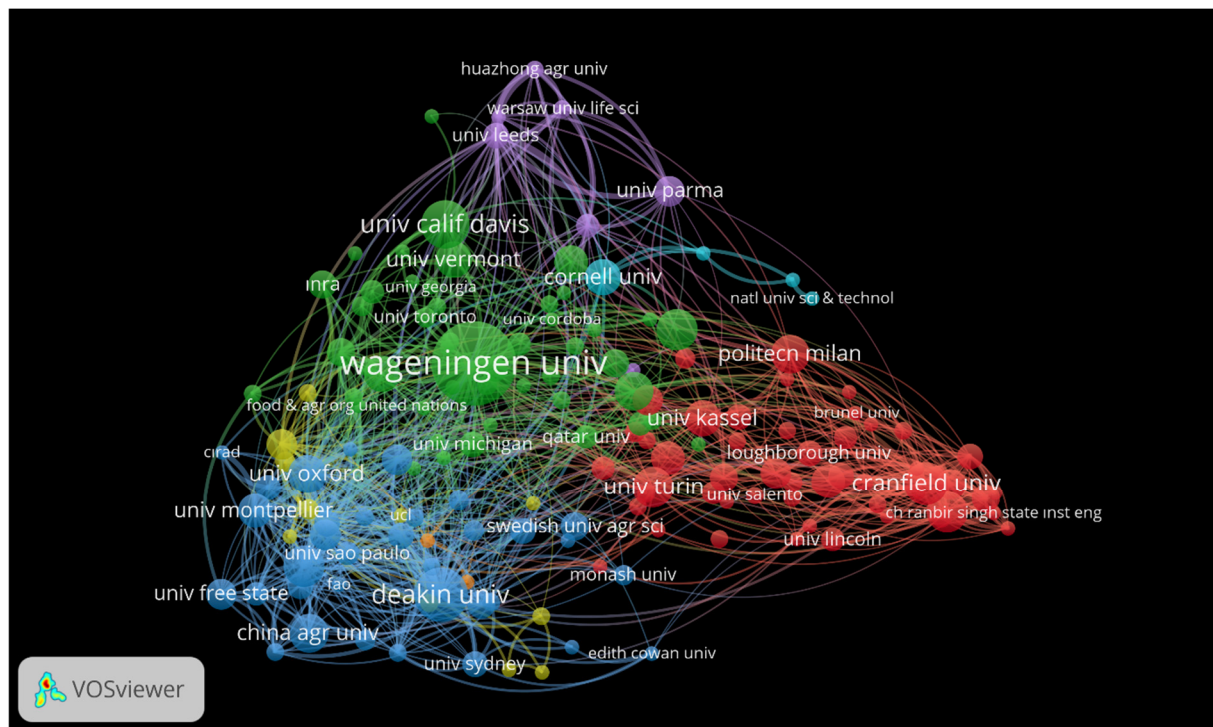 huazhong agr univ
warsaw univ life sci
univ leeds
univ parma
univ calif davis
univ vermont
cornell univ
ınra
univ georgia
natl univ sci & technol
univ toronto
univ cordoba
wageningen univ
politecn milan
food & agr org united nations
brunel univ
univ kassel
qatar univ
univ michigan
cırad
loughborough univ
univ oxford
cranfield univ
univ turin
univ salento
univ montpellier
ucl
ch ranbir singh state ınst eng
swedish univ agr sci
univ lincoln
univ sao paulo
monash univ
fao
univ free state
deakin univ
china agr univ
edith cowan univ
univ sydney
VOSviewer